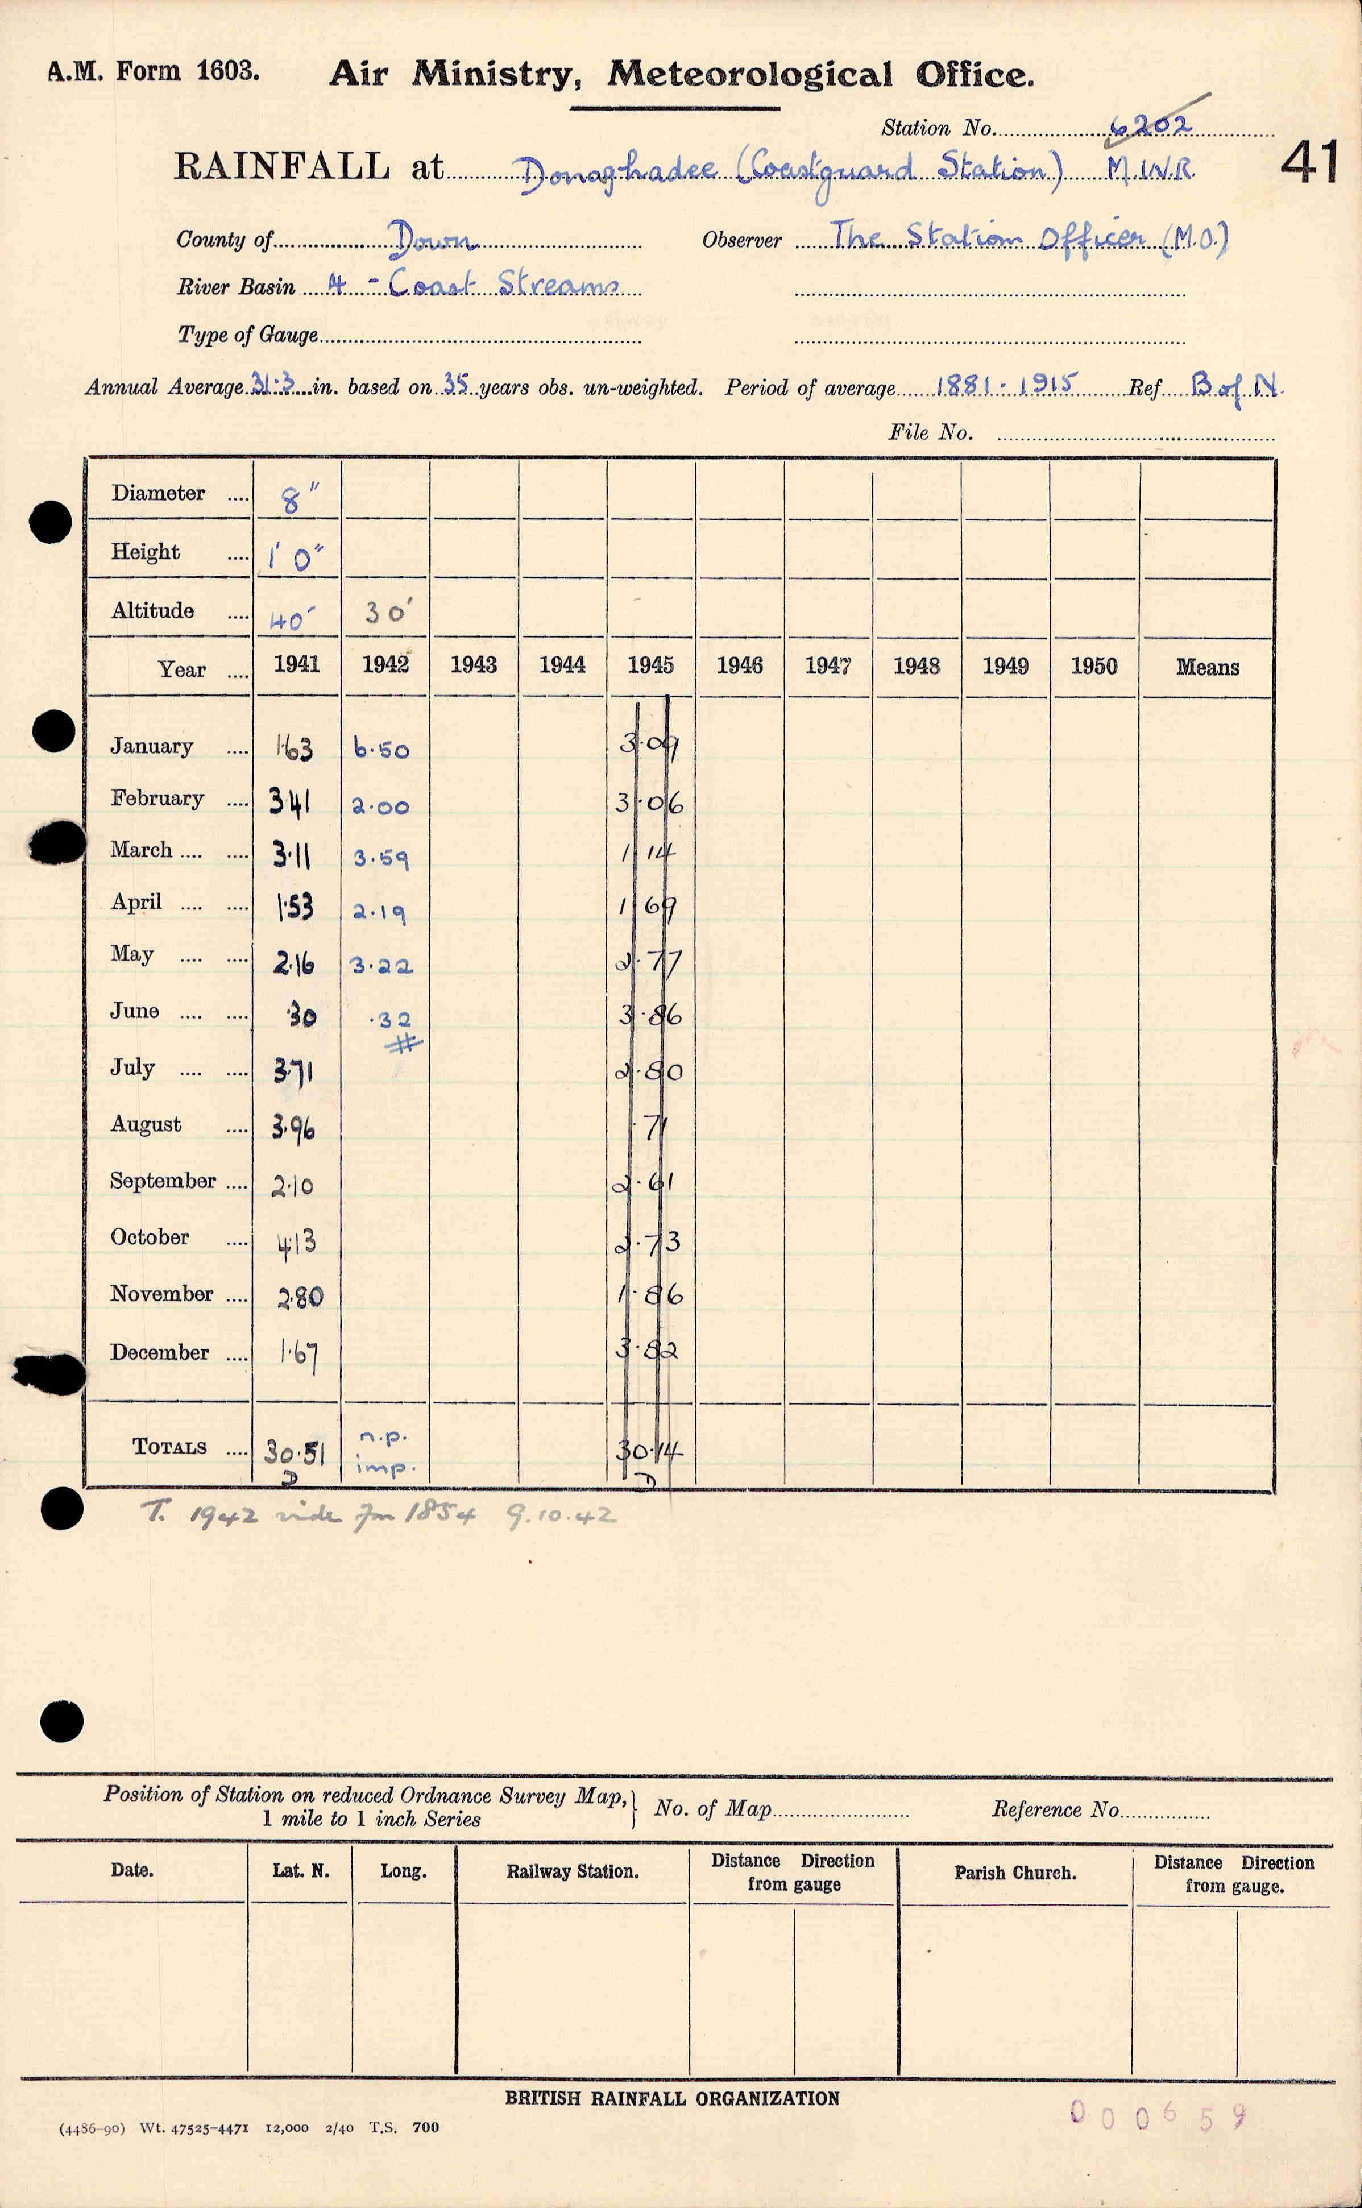 A.M. Form 1603. Air Ministry, Meteorological Office.
Station No. 6202
RAINFALL at Donaghadee (Coastguard Station) M.W.R. 41
County of Down Observer The Station Officer (M.O.)
River Basin 4 - Coast Streams
Type of Gauge
Annual Average 31.3 in. based on 35 years obs. un-weighted. Period of average 1881 - 1915 Ref B of N.
File No.
Diameter .... 8"
Height .... 1' 0"
Altitude .... 40' 30'
Year .... 1941 1942 1943 1944 1945 1946 1947 1948 1949 1950 Means
January .... 1.63 6.50 3.09
February .... 3.41 2.00 3.06
March .... .... 3.11 3.59 1.14
April .... .... 1.53 2.19 1.69
May .... .... 2.16 3.22 2.77
June .... .... .30 .32 3.86
#
July .... .... 3.71 2.80
August .... 3.96 .71
September .... 2.10 2.61
October .... 4.13 2.73
November .... 2.80 1.86
December .... 1.67 3.82
TOTALS .... 30.51 n.p. imp. 30.14
D D
T. 1942 vide fm 1854 9.10.42
Position of Station on reduced Ordnance Survey Map, No. of Map Reference No.
1 mile to 1 inch Series
Date. Lat. N. Long. Railway Station. Distance Direction from gauge Parish Church. Distance Direction from gauge.
BRITISH RAINFALL ORGANIZATION
(4486-90) Wt. 47525-4471 12,000 2/40 T.S. 700
000659